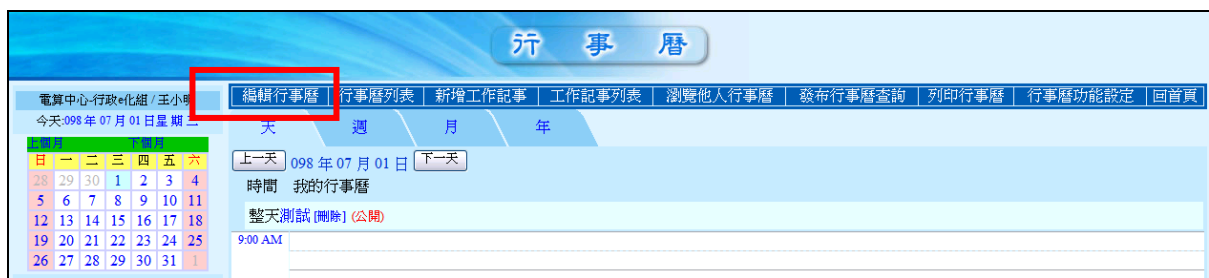 行 事 曆
電算中心-行政e化組 / 王小明
編輯行事曆 | 行事曆列表 | 新增工作記事 | 工作記事列表 | 瀏覽他人行事曆 | 發布行事曆查詢 | 列印行事曆 | 行事曆功能設定 | 回首頁
今天:098 年 07 月 01 日星 期 三
天 週 月 年
上個月 下個月
日 一 二 三 四 五 六
28 29 30 1 2 3 4
5 6 7 8 9 10 11
12 13 14 15 16 17 18
19 20 21 22 23 24 25
26 27 28 29 30 31 1
上一天 098 年 07 月 01 日 下一天
時間 我的行事曆
整天測試 [刪除] (公開)
9:00 AM